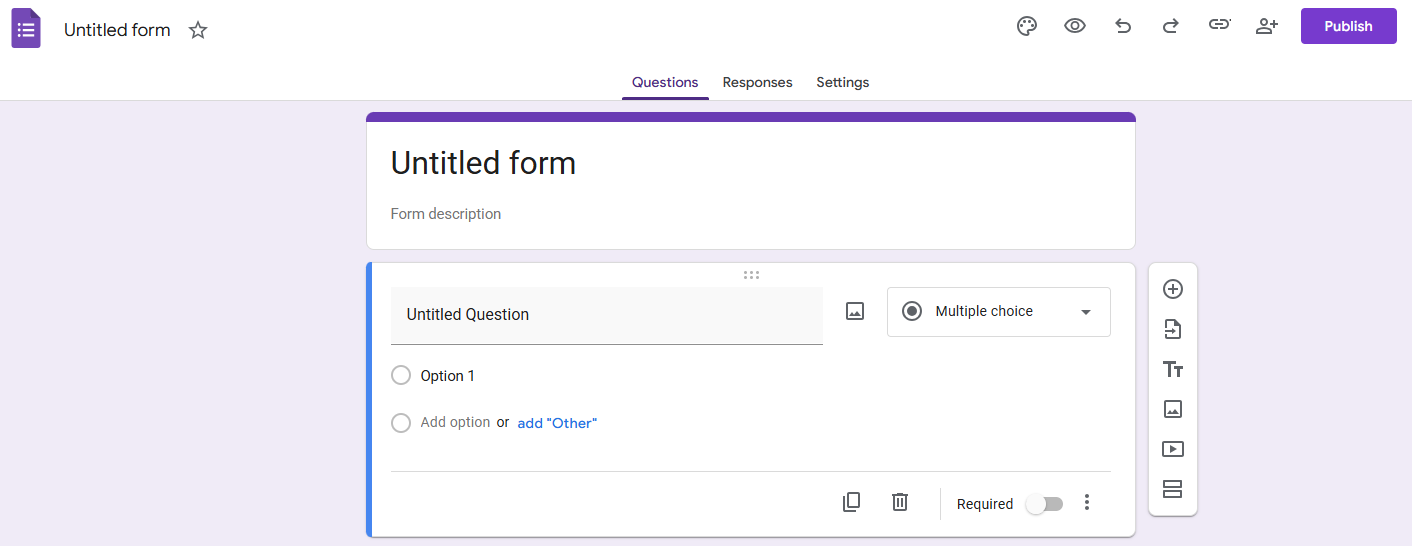 Untitled form
Publish
Questions Responses Settings
Untitled form
Form description
Untitled Question
Multiple choice
Option 1
Add option or add "Other"
Required